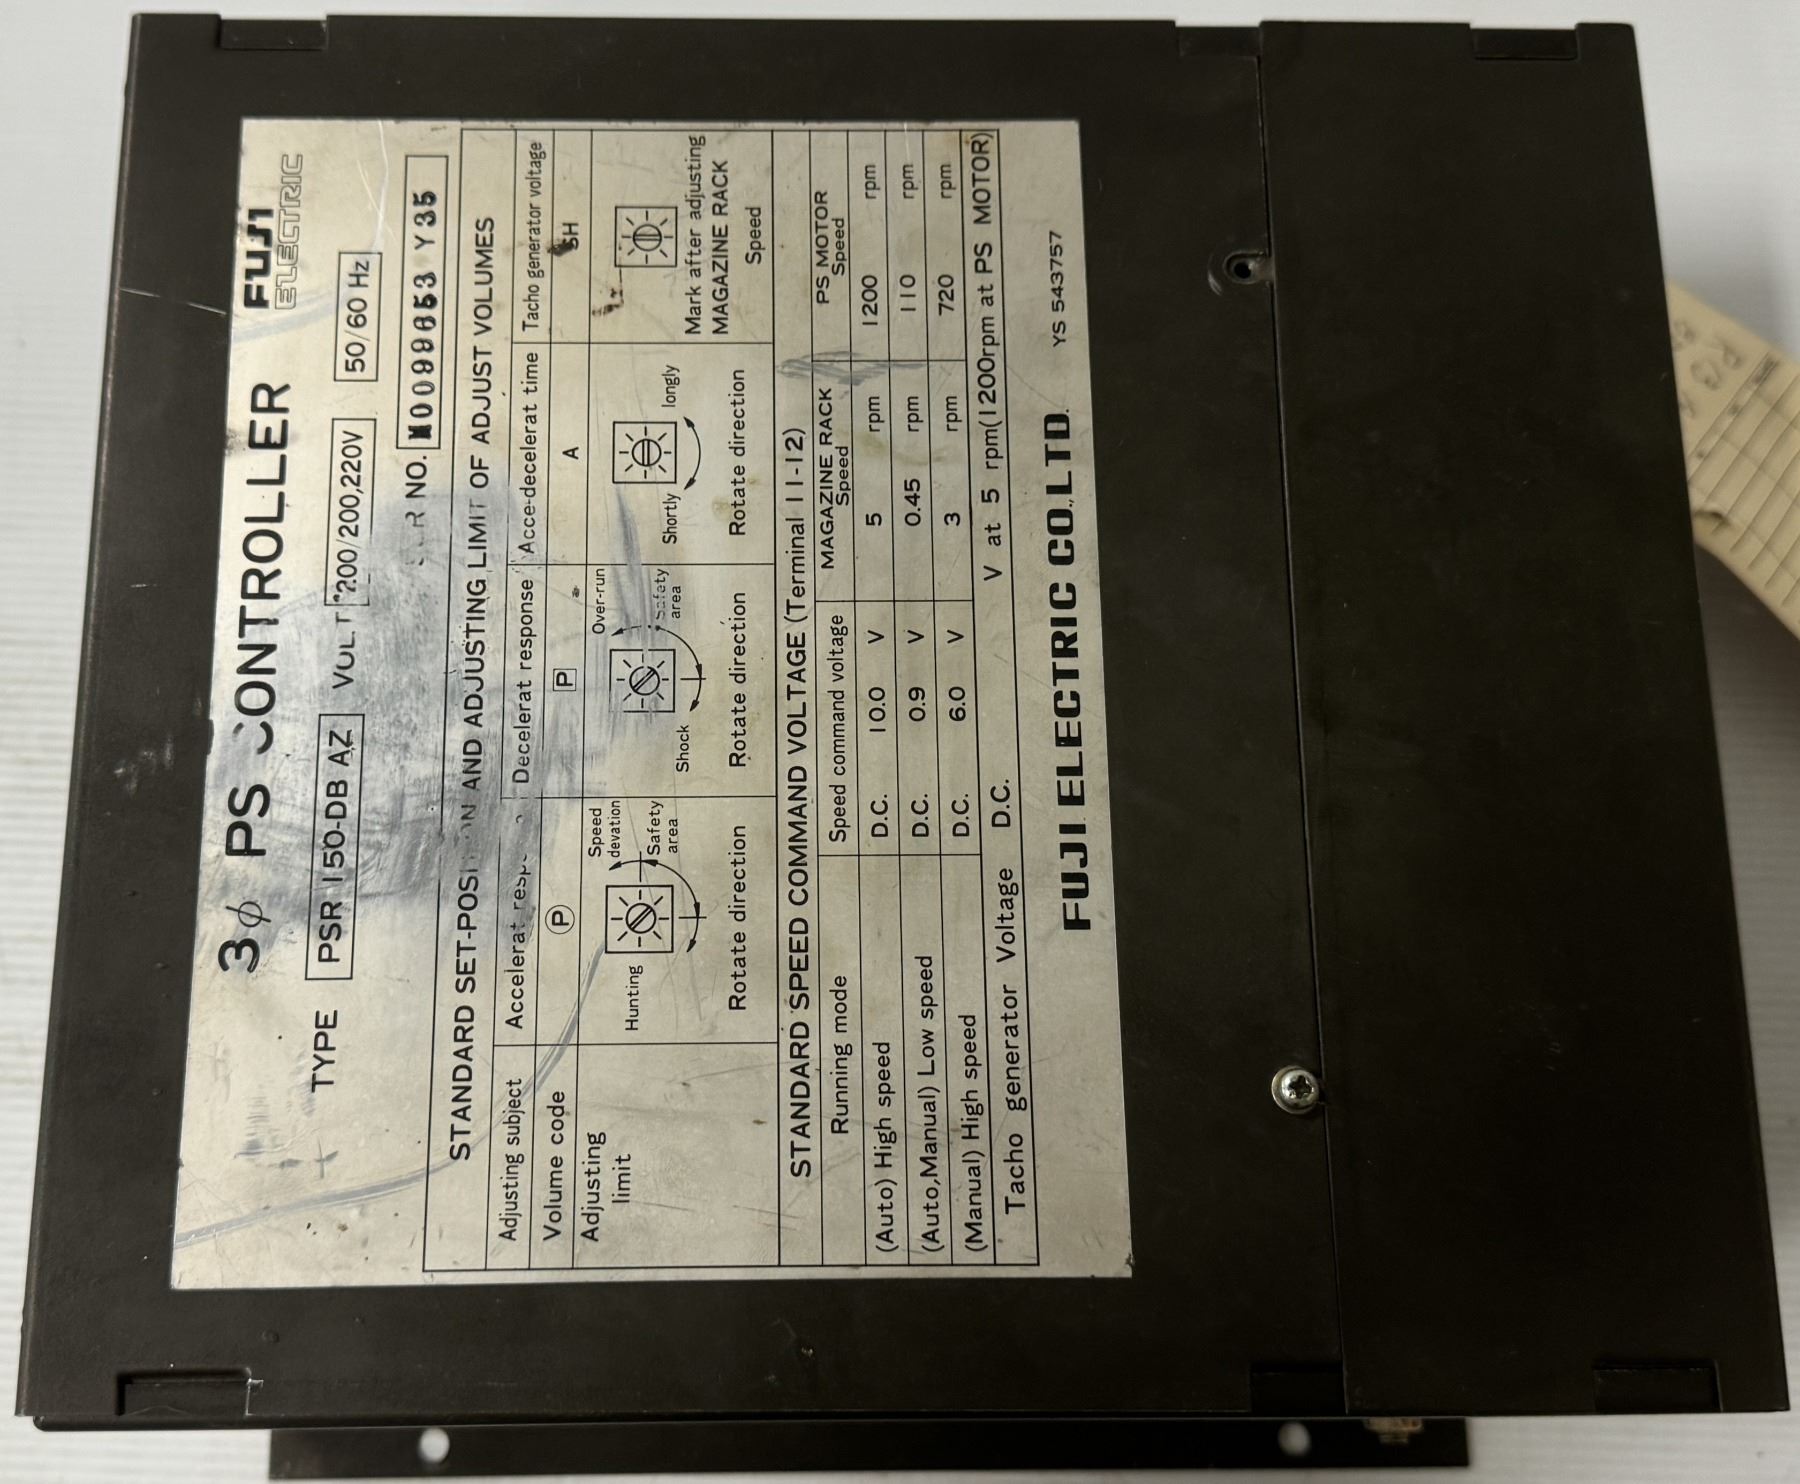 3φ PS CONTROLLER
FUJI
ELECTRIC
TYPE PSR 150-DB AZ VOLT 200/200,220V 50/60 Hz
NO. M0099653 Y35
STANDARD SET-POSITION AND ADJUSTING LIMIT OF ADJUST VOLUMES
Adjusting subject Accelerat Decelerat response Acce-decelerat time Tacho generator voltage
Volume code P P A SH
Adjusting limit
Hunting Speed devation Safety area Rotate direction
Shock Over-run Safety area Rotate direction
Shortly longly Rotate direction
Mark after adjusting
MAGAZINE RACK
Speed
STANDARD SPEED COMMAND VOLTAGE (Terminal 11-12)
Running mode Speed command voltage MAGAZINE RACK Speed PS MOTOR Speed
(Auto) High speed D.C. 10.0 V 5 rpm 1200 rpm
(Auto,Manual) Low speed D.C. 0.9 V 0.45 rpm 110 rpm
(Manual) High speed D.C. 6.0 V 3 rpm 720 rpm
Tacho generator Voltage D.C. V at 5 rpm(1200rpm at PS MOTOR)
FUJI ELECTRIC CO.,LTD. YS 543757